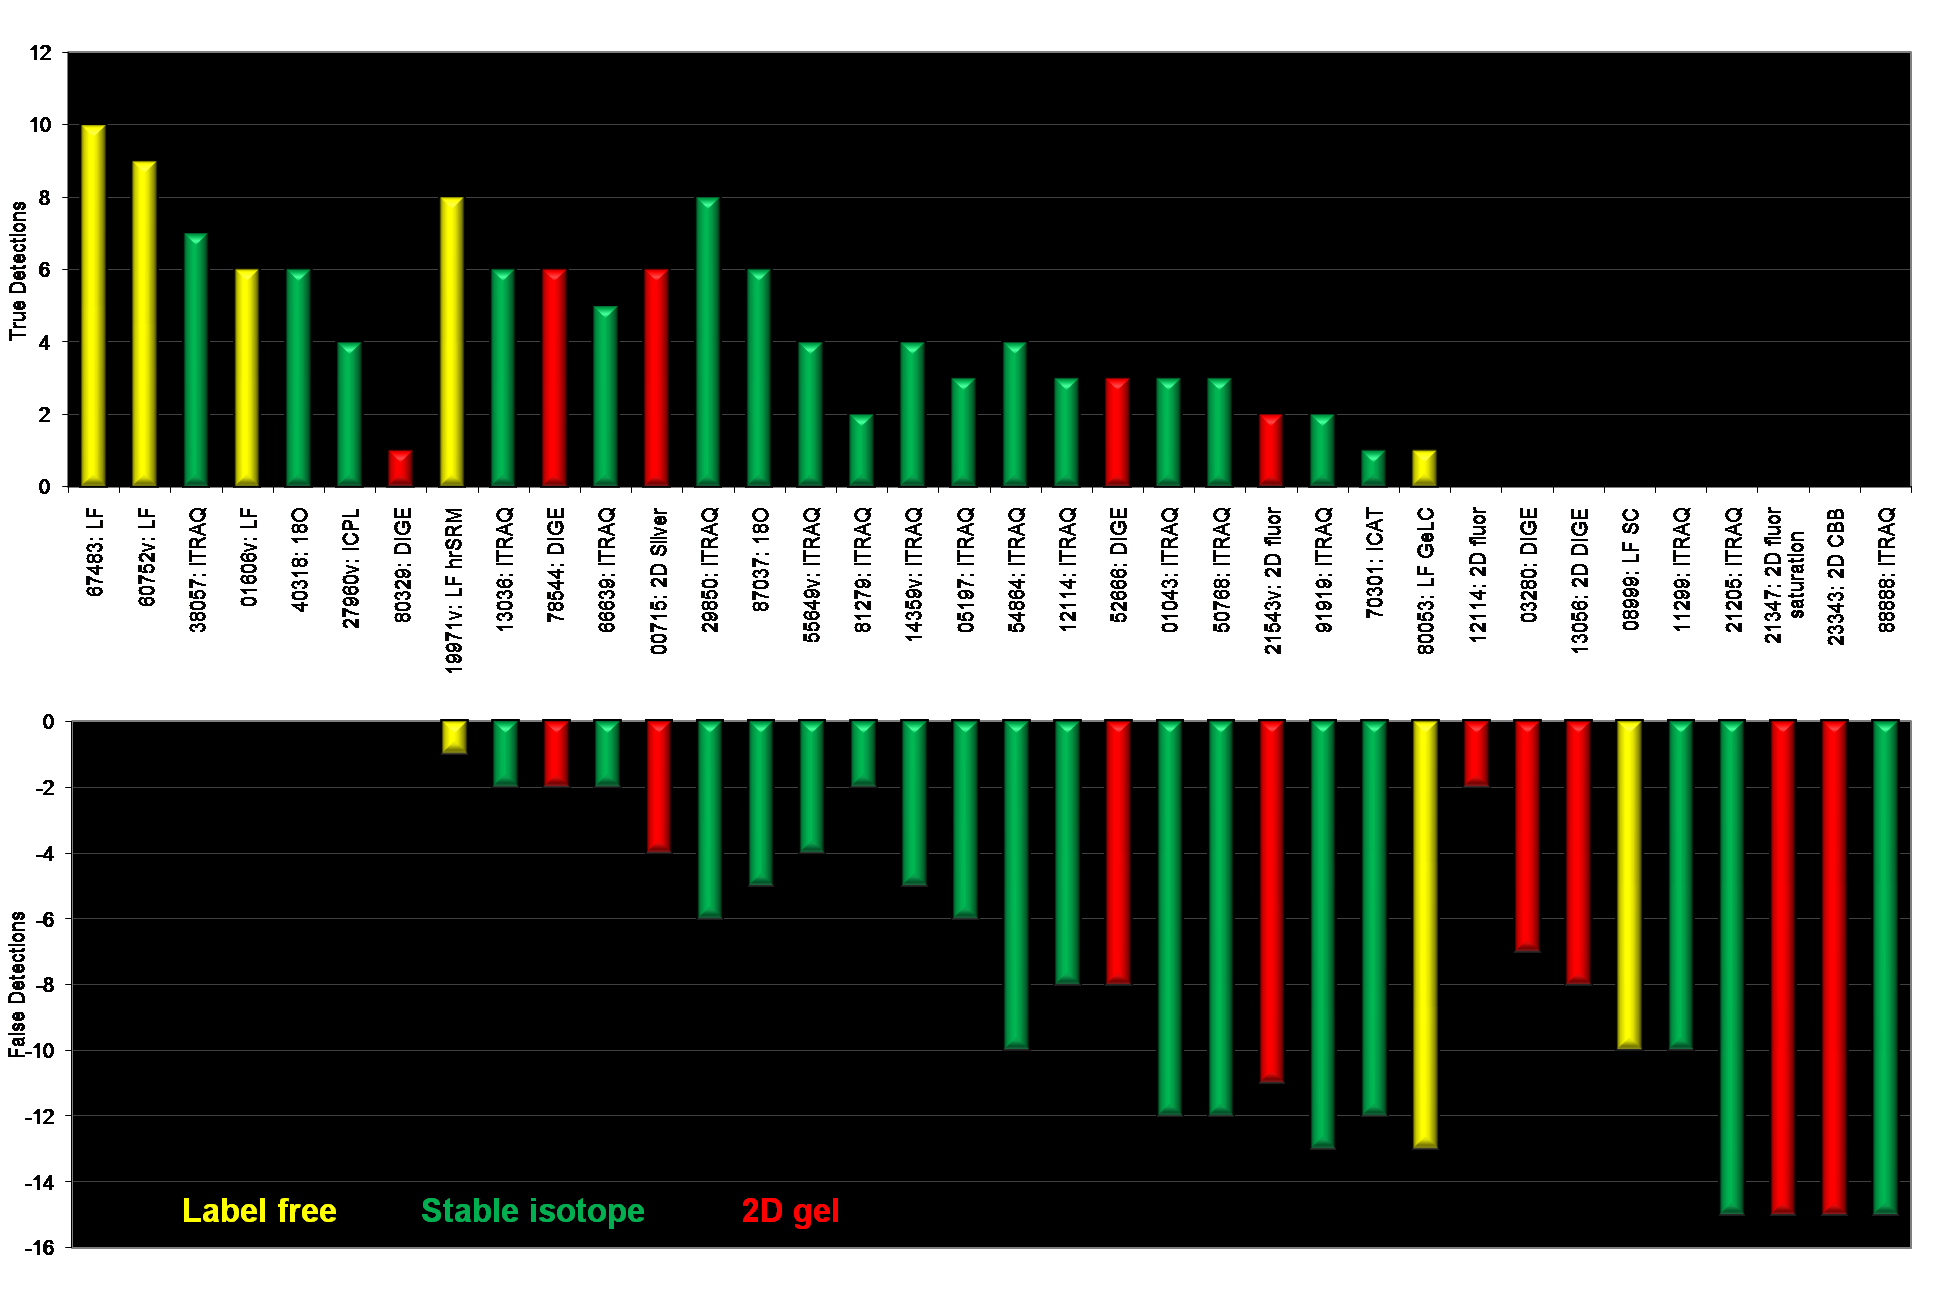 12
10
8
6
4
2
0
True Detections
67483: LF
60752v: LF
38057: ITRAQ
01606v: LF
40318: 18O
27960v: ICPL
80329: DIGE
19971v: LF hrSRM
13036: ITRAQ
78544: DIGE
66639: ITRAQ
00715: 2D Silver
29850: ITRAQ
87037: 18O
55649v: ITRAQ
81279: ITRAQ
14359v: ITRAQ
05197: ITRAQ
54864: ITRAQ
12114: ITRAQ
52666: DIGE
01043: ITRAQ
50768: ITRAQ
21543v: 2D fluor
91919: ITRAQ
70301: ICAT
80053: LF GeLC
12114: 2D fluor
03280: DIGE
13056: 2D DIGE
08999: LF SC
11299: ITRAQ
21205: ITRAQ
21347: 2D fluor
saturation
23343: 2D CBB
88888: ITRAQ
0
-2
-4
-6
-8
-10
-12
-14
-16
False Detections
Label free Stable isotope 2D gel